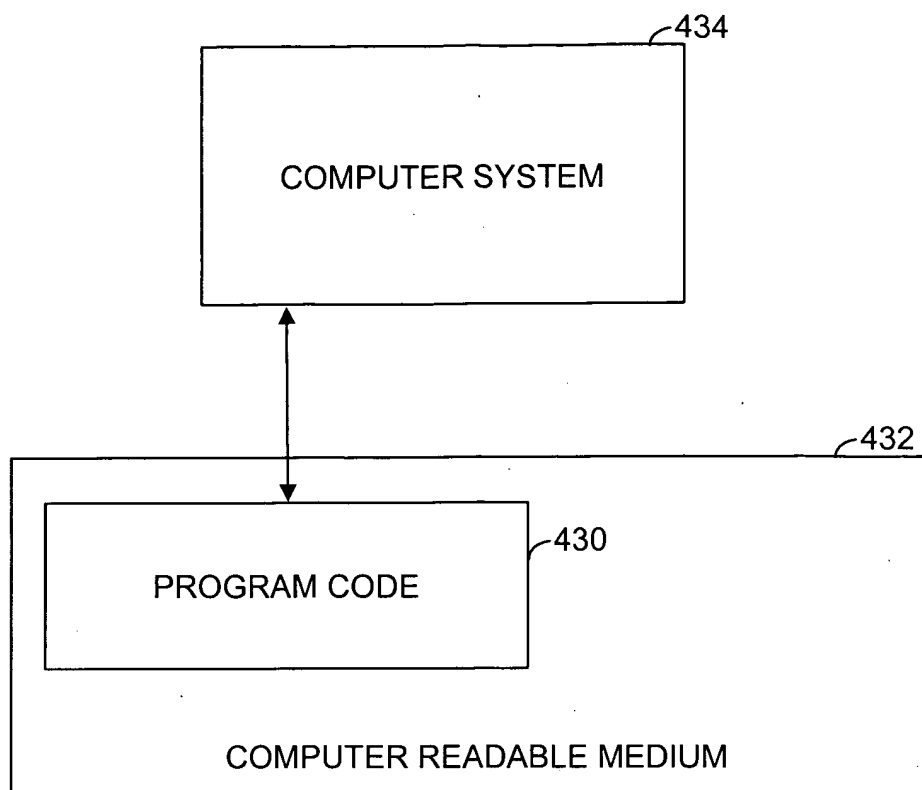 434
COMPUTER SYSTEM
432
430
PROGRAM CODE
COMPUTER READABLE MEDIUM